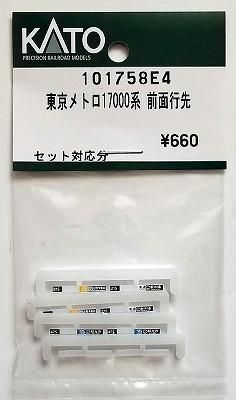 KATO
PRECISION RAILROAD MODELS
101758E4
東京メトロ17000系 前面行先
¥660
セット対応分